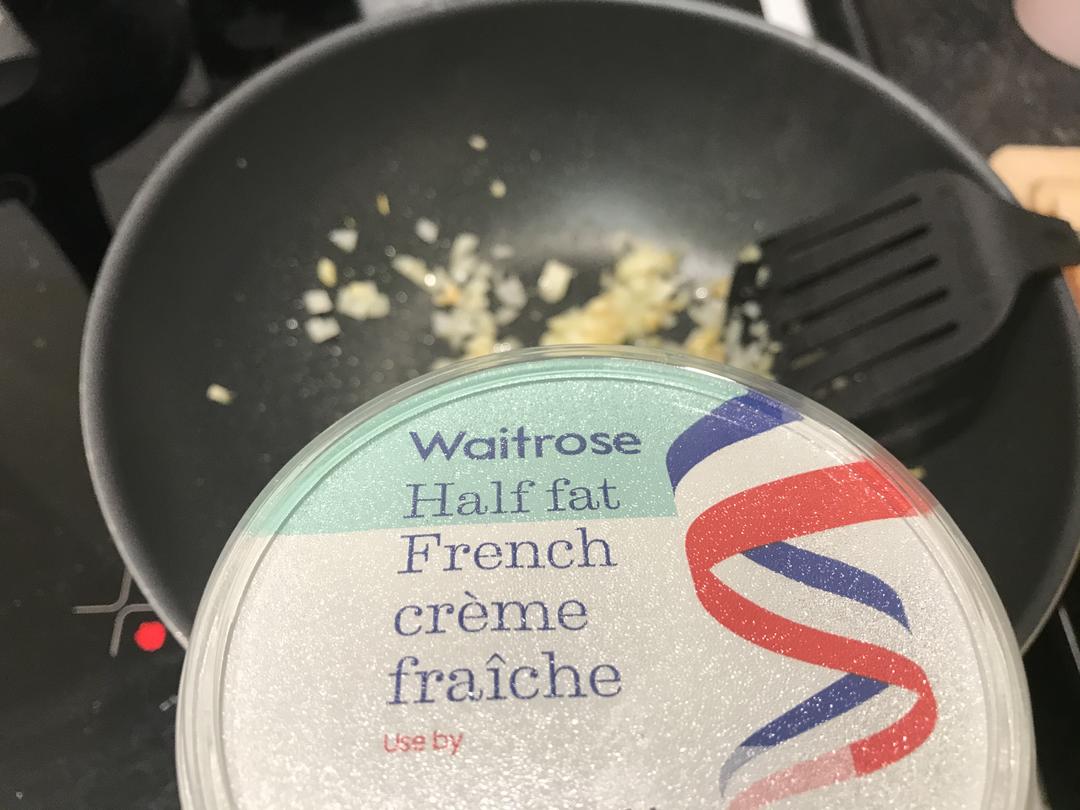 Waitrose
Half fat
French
crème
fraîche
Use by